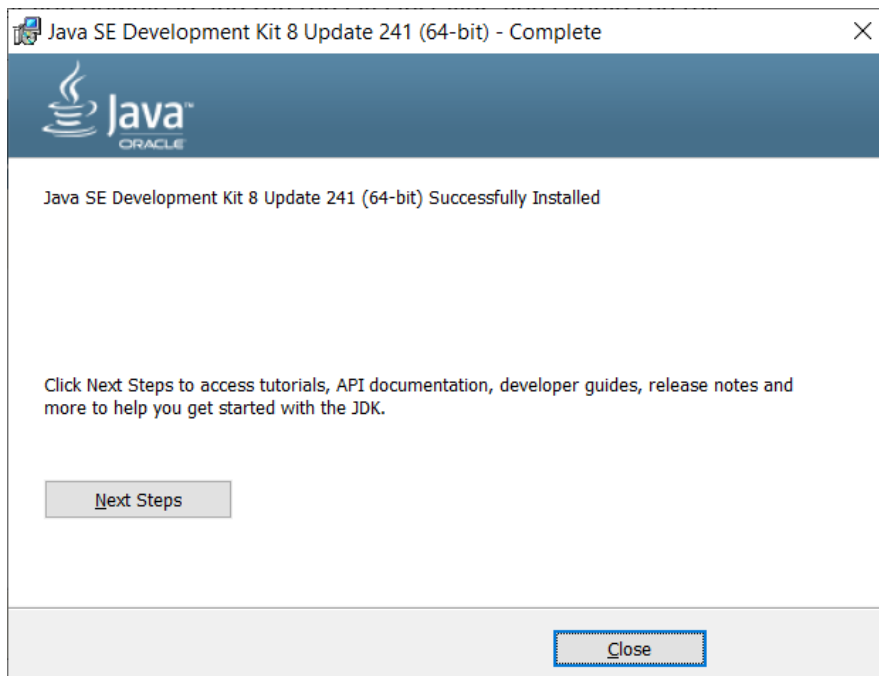 Java SE Development Kit 8 Update 241 (64-bit) - Complete
Java™
ORACLE
Java SE Development Kit 8 Update 241 (64-bit) Successfully Installed
Click Next Steps to access tutorials, API documentation, developer guides, release notes and
more to help you get started with the JDK.
Next Steps
Close